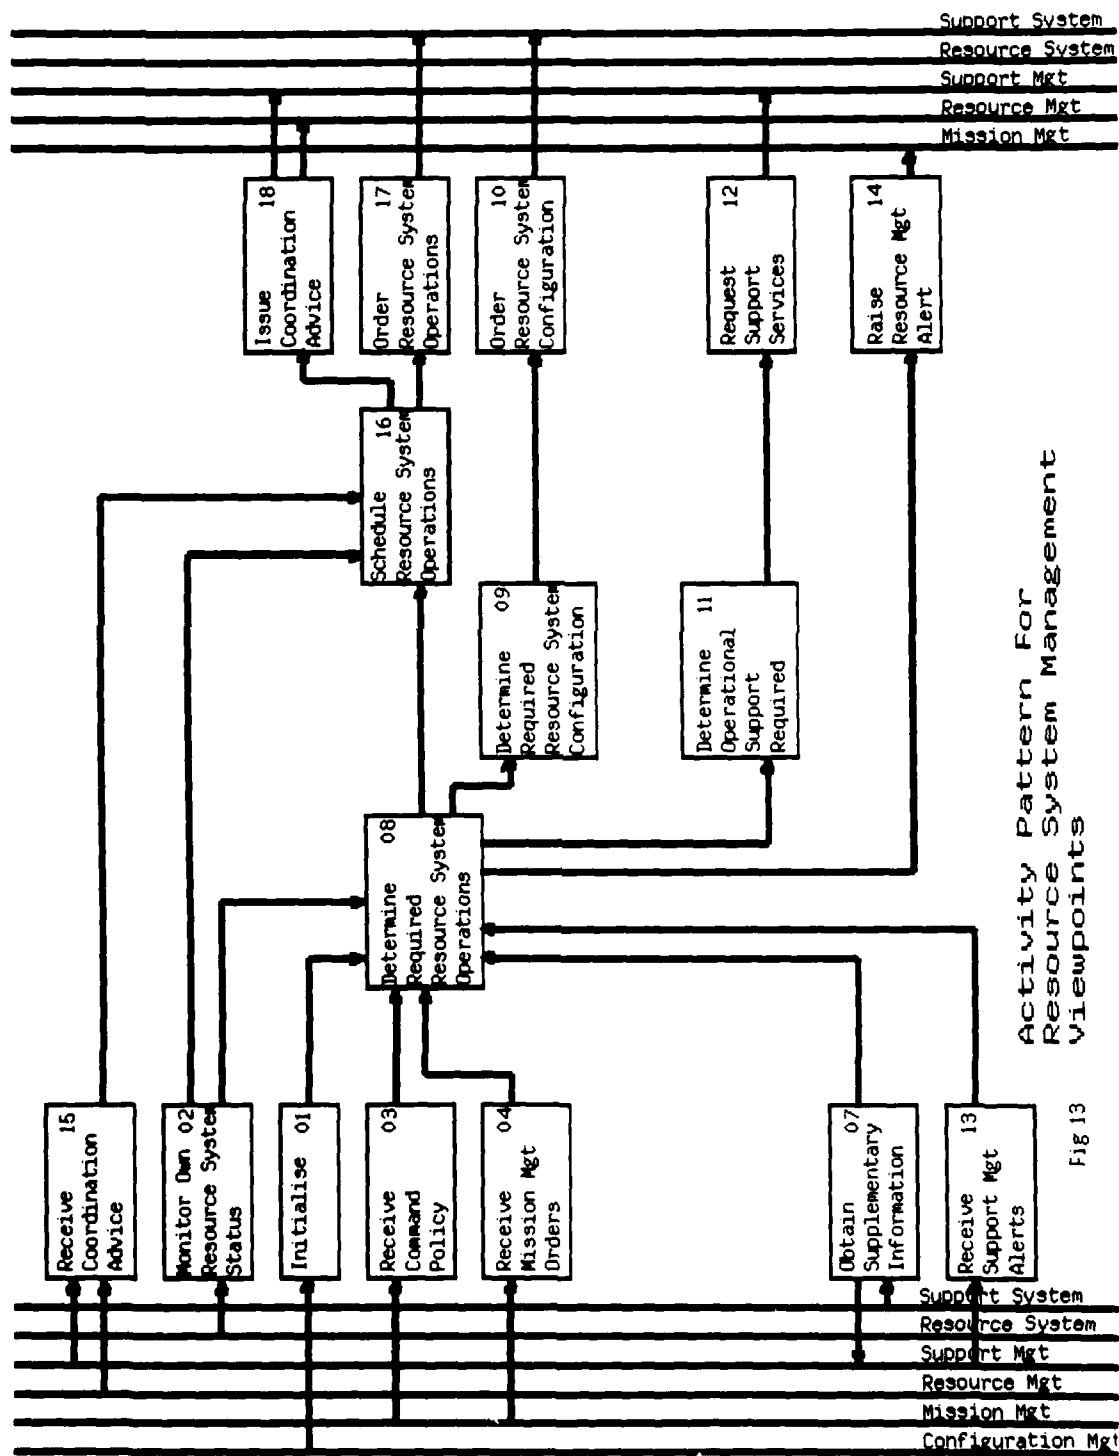 Support System
Resource System
Support Mgt
Resource Mgt
Mission Mgt
Issue 18
Coordination
Advice
Order 17
Resource System
Operations
Order 10
Resource System
Configuration
Request 12
Support
Services
Raise 14
Resource Mgt
Alert
Schedule 16
Resource System
Operations
Determine 09
Required
Resource System
Configuration
Determine 11
Operational
Support
Required
Determine 08
Required
Resource System
Operations
Receive 15
Coordination
Advice
Monitor Own 02
Resource System
Status
Initialise 01
Receive 03
Command
Policy
Receive 04
Mission Mgt
Orders
Obtain 07
Supplementary
Information
Receive 13
Support Mgt
Alerts
Support System
Resource System
Support Mgt
Resource Mgt
Mission Mgt
Configuration Mgt
Fig 13
Activity Pattern For
Resource System Management
Viewpoints